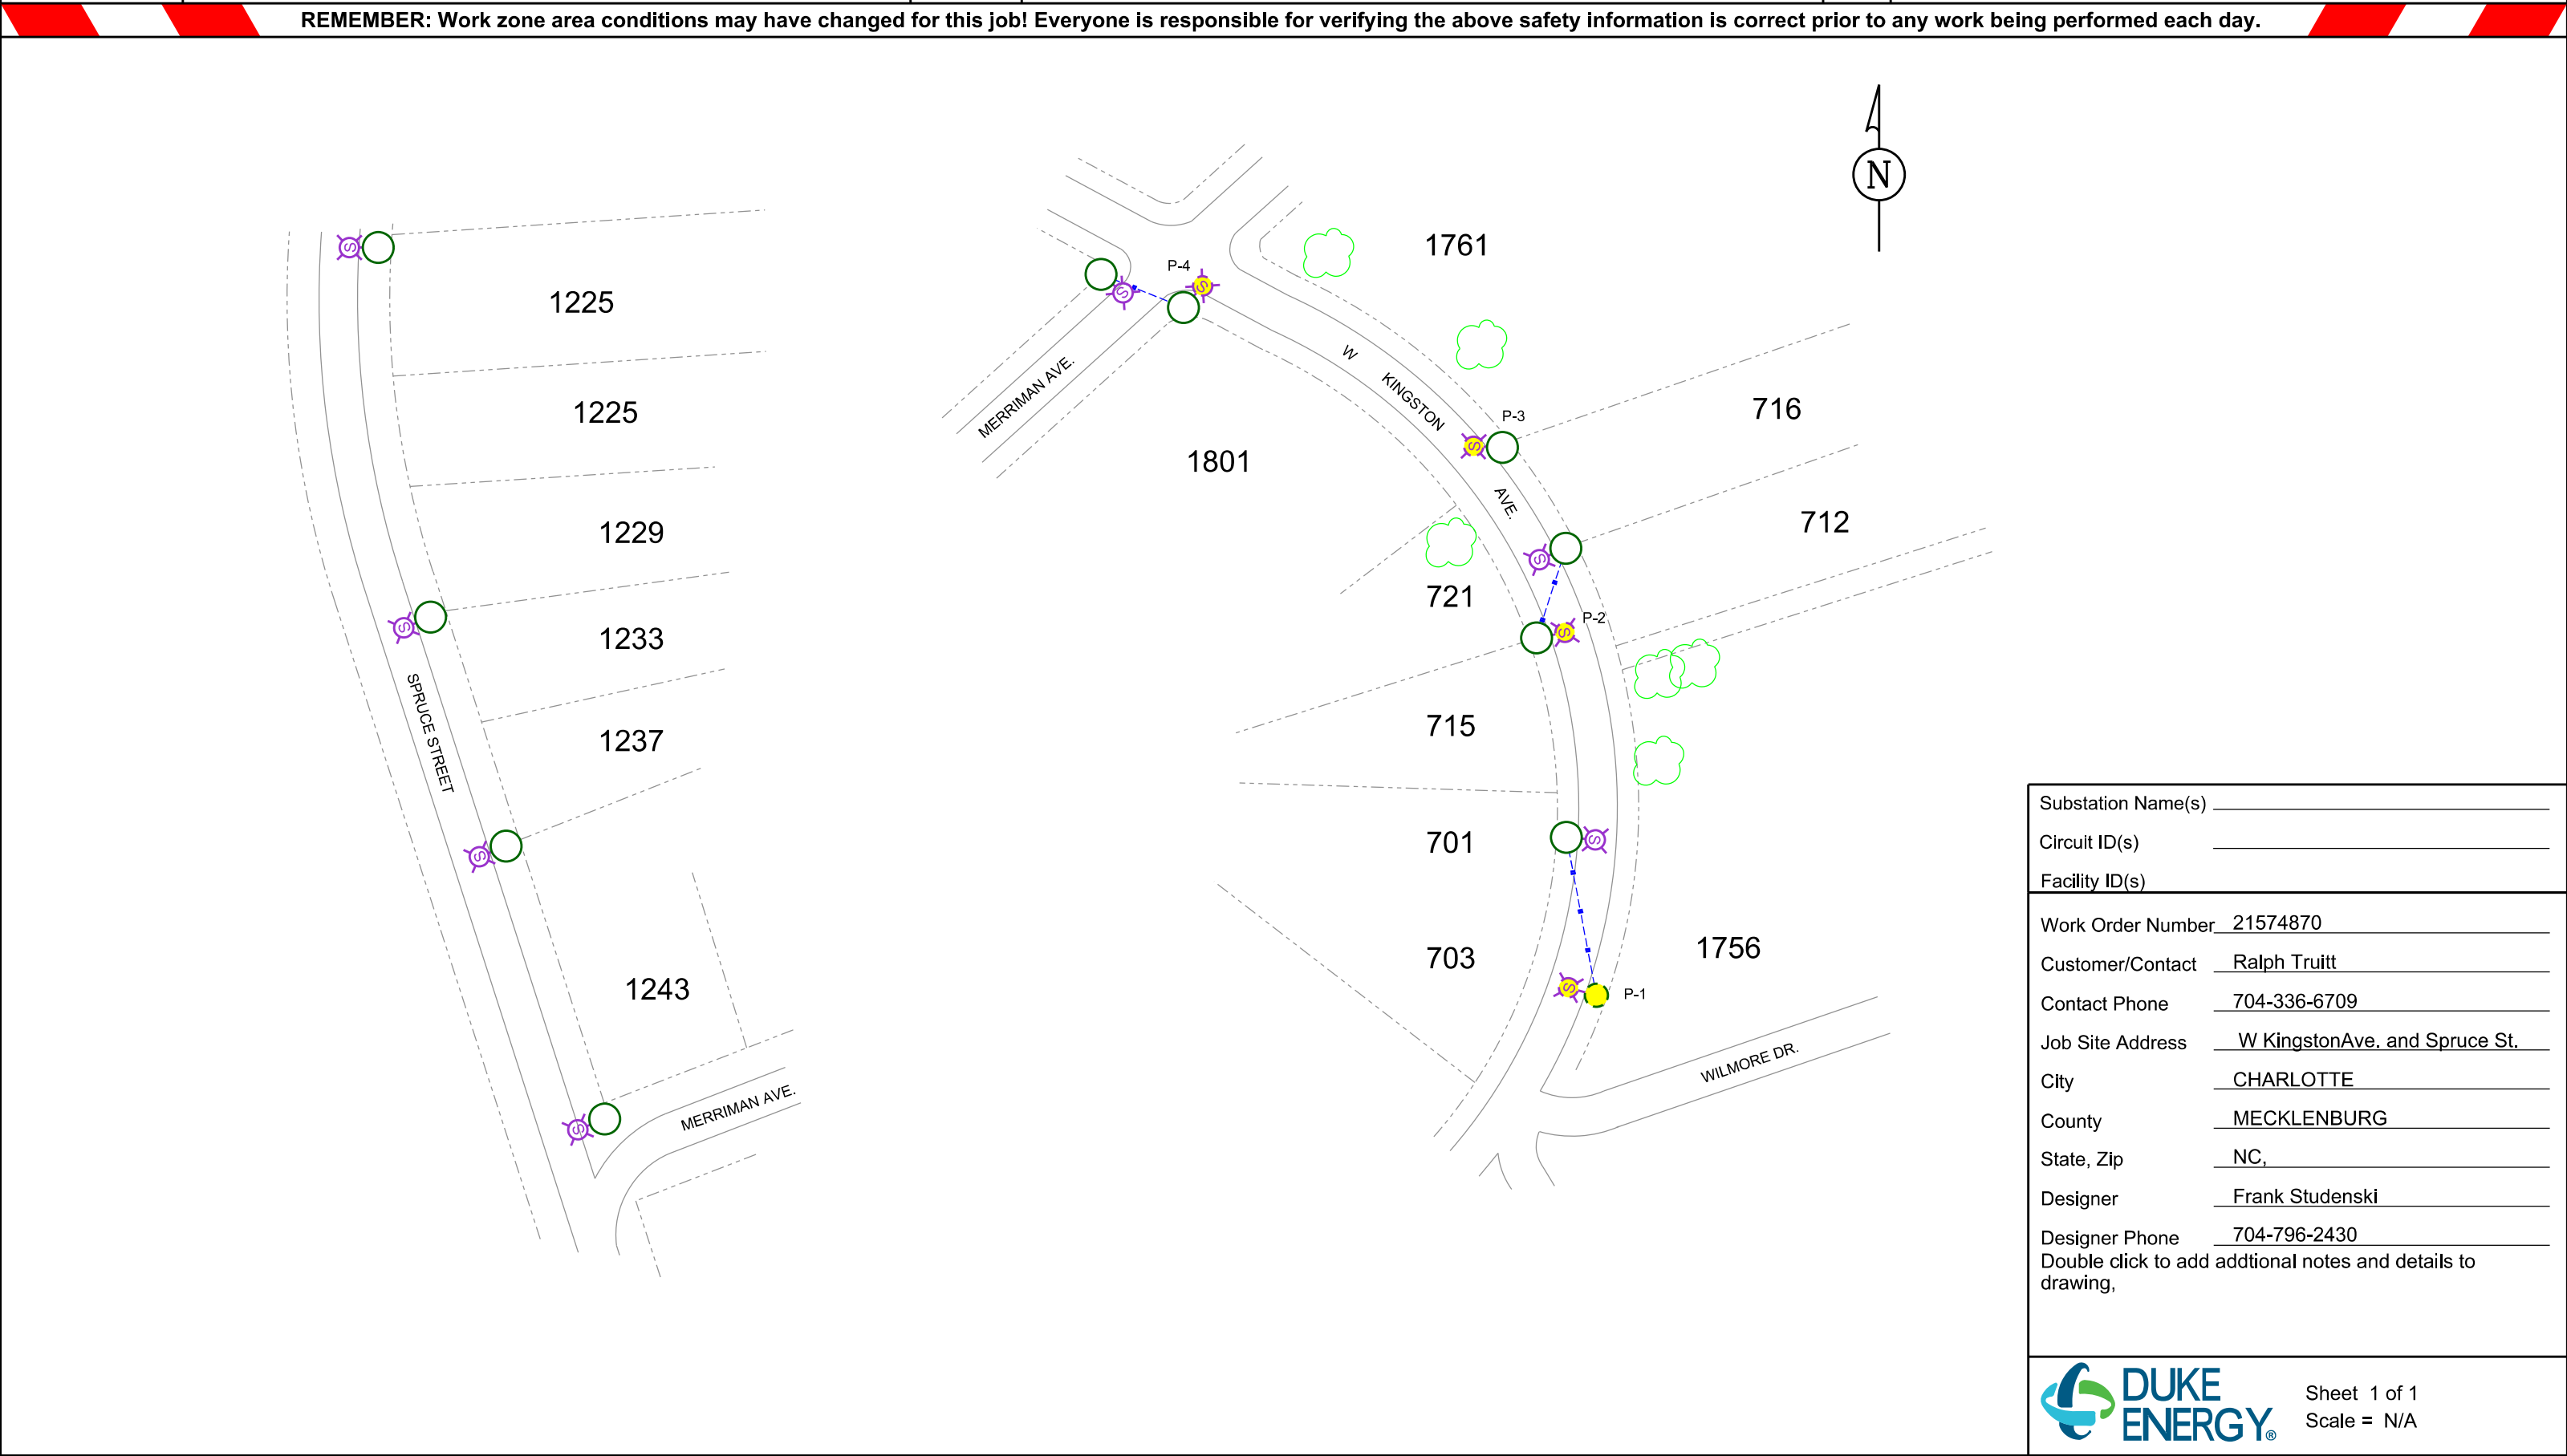 REMEMBER: Work zone area conditions may have changed for this job! Everyone is responsible for verifying the above safety information is correct prior to any work being performed each day.
N
S
1225
1225
1229
S
1233
SPRUCE STREET
1237
S
1243
S
MERRIMAN AVE.
P-4
S
S
MERRIMAN AVE.
1761
W KINGSTON AVE.
1801
P-3
S
716
712
S
721
P-2
S
715
701
S
703
1756
S
P-1
WILMORE DR.
Substation Name(s)
Circuit ID(s)
Facility ID(s)
Work Order Number 21574870
Customer/Contact Ralph Truitt
Contact Phone 704-336-6709
Job Site Address W KingstonAve. and Spruce St.
City CHARLOTTE
County MECKLENBURG
State, Zip NC,
Designer Frank Studenski
Designer Phone 704-796-2430
Double click to add addtional notes and details to
drawing,
DUKE
ENERGY®
Sheet 1 of 1
Scale = N/A